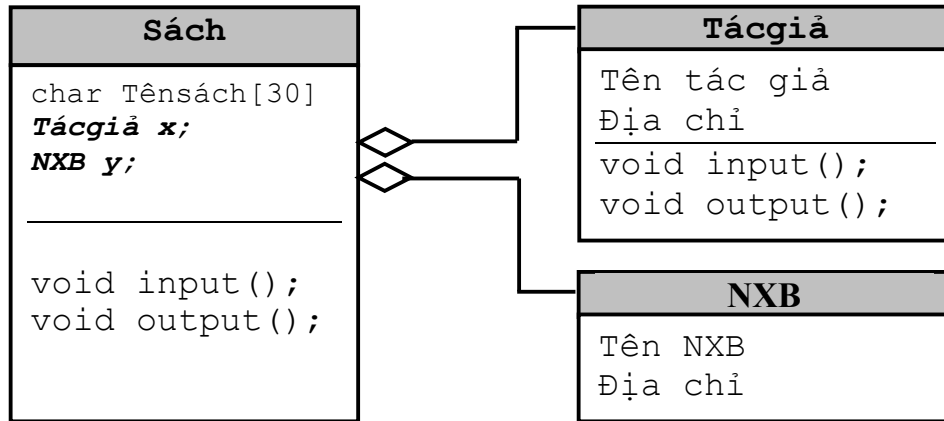 Sách
char Tênsách[30]
Tácgiả x;
NXB y;
void input();
void output();
Tácgiả
Tên tác giả
Địa chỉ
void input();
void output();
NXB
Tên NXB
Địa chỉ